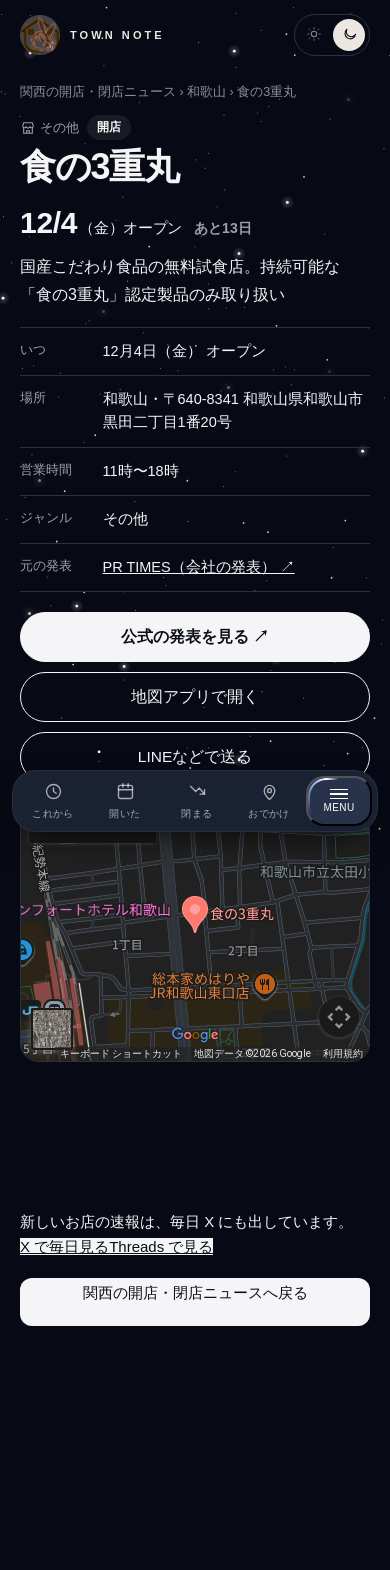 TOWN NOTE
関西の開店・閉店ニュース › 和歌山 › 食の3重丸
その他 開店
食の3重丸
12/4（金）オープン あと13日
国産こだわり食品の無料試食店。持続可能な
「食の3重丸」認定製品のみ取り扱い
いつ 12月4日（金） オープン
場所 和歌山・〒640-8341 和歌山県和歌山市
黒田二丁目1番20号
営業時間 11時〜18時
ジャンル その他
元の発表 PR TIMES（会社の発表） ↗
公式の発表を見る ↗
地図アプリで開く
LINEなどで送る
これから 開いた 閉まる おでかけ MENU
紀勢本線
和歌山市立太田小
ンフォートホテル和歌山 食の3重丸
1丁目 2丁目
総本家めはりや
JR和歌山東口店
Google
キーボード ショートカット 地図データ ©2026 Google 利用規約
新しいお店の速報は、毎日 X にも出しています。
X で毎日見るThreads で見る
関西の開店・閉店ニュースへ戻る